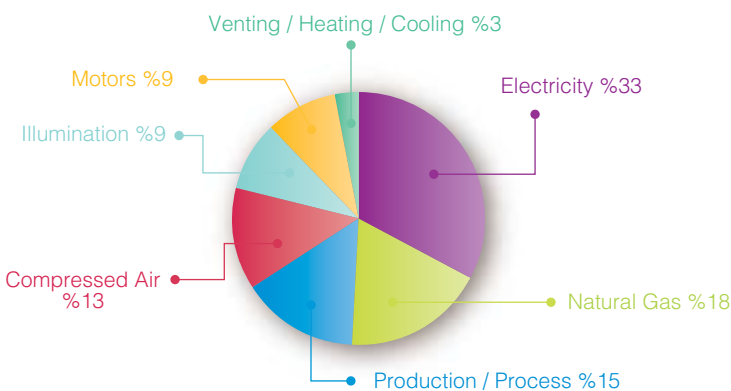 Venting / Heating / Cooling %3
Motors %9
Electricity %33
Illumination %9
Compressed Air
%13
Natural Gas %18
Production / Process %15